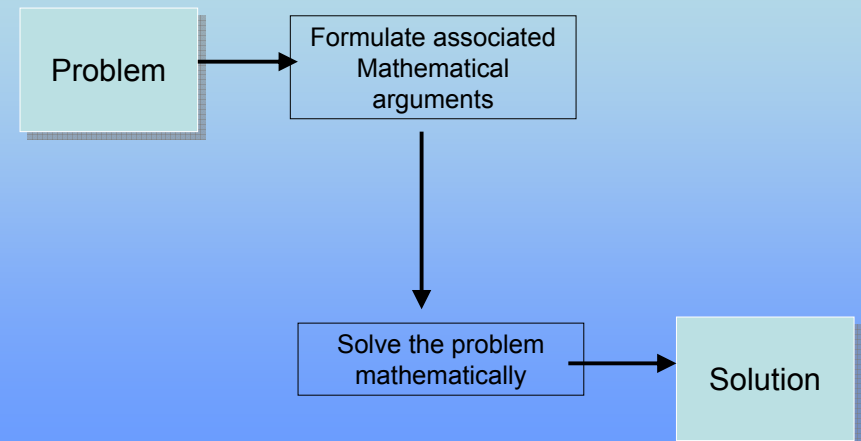 Problem
Formulate associated
Mathematical
arguments
Solve the problem
mathematically
Solution